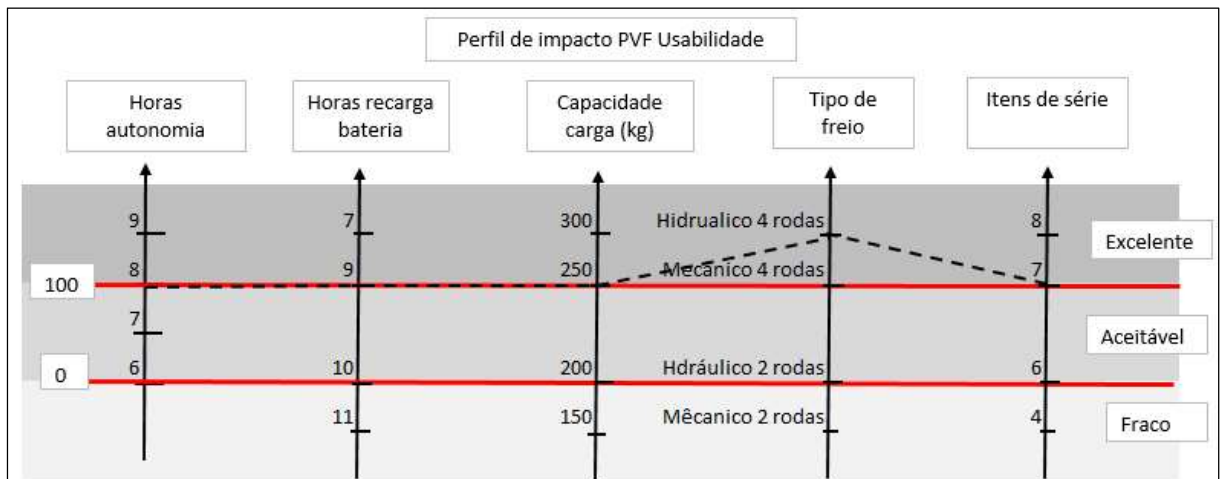 Perfil de impacto PVF Usabilidade
Horas
autonomia
Horas recarga
bateria
Capacidade
carga (kg)
Tipo de
freio
Itens de série
9
7
300
Hidrualico 4 rodas
8
Excelente
8
9
250
Mecânico 4 rodas
7
100
7
Aceitável
6
10
200
Hdráulico 2 rodas
6
0
11
150
Mêcanico 2 rodas
4
Fraco